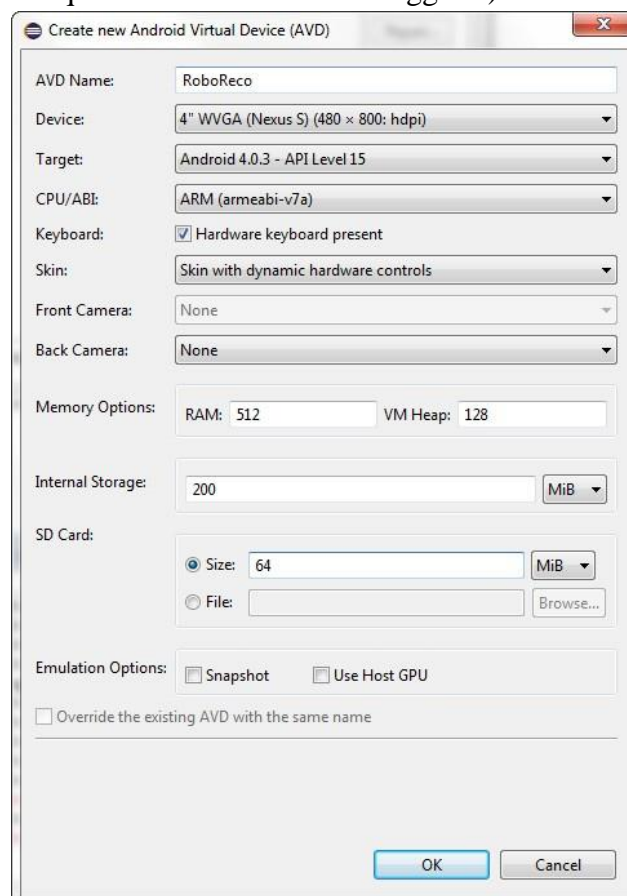 Create new Android Virtual Device (AVD)
AVD Name: RoboReco
Device: 4" WVGA (Nexus S) (480 × 800: hdpi)
Target: Android 4.0.3 - API Level 15
CPU/ABI: ARM (armeabi-v7a)
Keyboard: Hardware keyboard present
Skin: Skin with dynamic hardware controls
Front Camera: None
Back Camera: None
Memory Options: RAM: 512 VM Heap: 128
Internal Storage: 200 MiB
SD Card:
Size: 64 MiB
File: Browse...
Emulation Options: Snapshot Use Host GPU
Override the existing AVD with the same name
OK Cancel